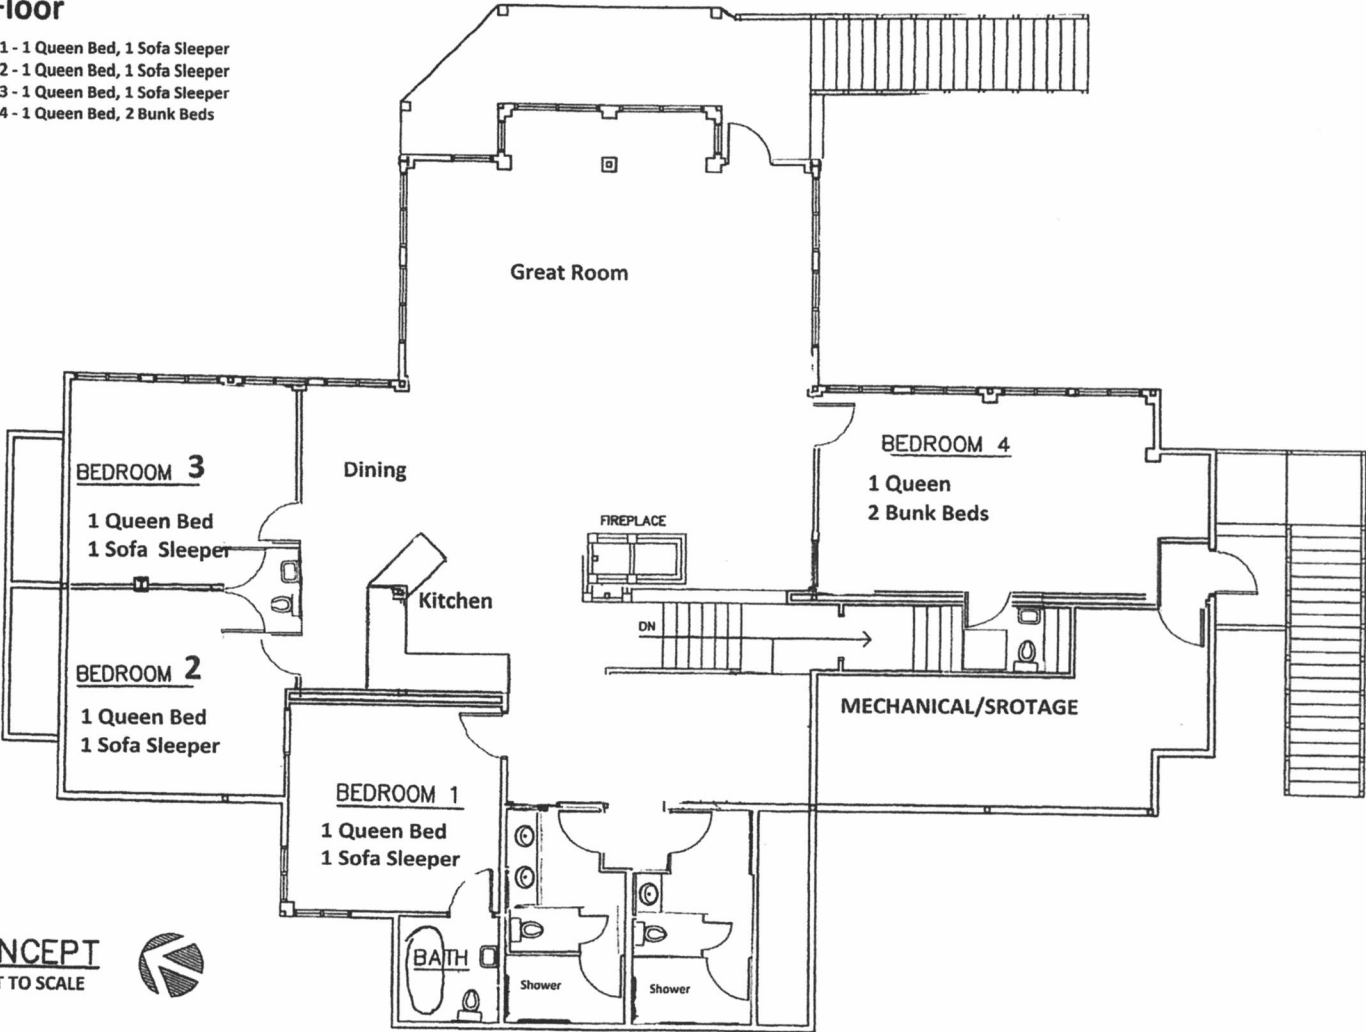 loor
1 - 1 Queen Bed, 1 Sofa Sleeper
2 - 1 Queen Bed, 1 Sofa Sleeper
3 - 1 Queen Bed, 1 Sofa Sleeper
4 - 1 Queen Bed, 2 Bunk Beds
Great Room
BEDROOM 3
1 Queen Bed
1 Sofa Sleeper
Dining
BEDROOM 4
1 Queen
2 Bunk Beds
FIREPLACE
Kitchen
DN
BEDROOM 2
1 Queen Bed
1 Sofa Sleeper
MECHANICAL/SROTAGE
BEDROOM 1
1 Queen Bed
1 Sofa Sleeper
NCEPT
T TO SCALE
BATH
Shower
Shower